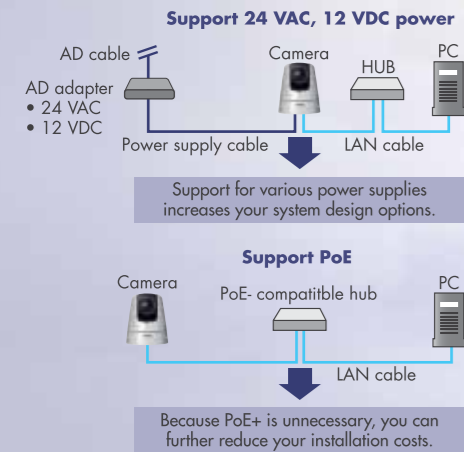 Support 24 VAC, 12 VDC power
AD cable
Camera
HUB
PC
AD adapter
• 24 VAC
• 12 VDC
Power supply cable
LAN cable
Support for various power supplies
increases your system design options.
Support PoE
Camera
PoE- compatitble hub
PC
LAN cable
Because PoE+ is unnecessary, you can
further reduce your installation costs.